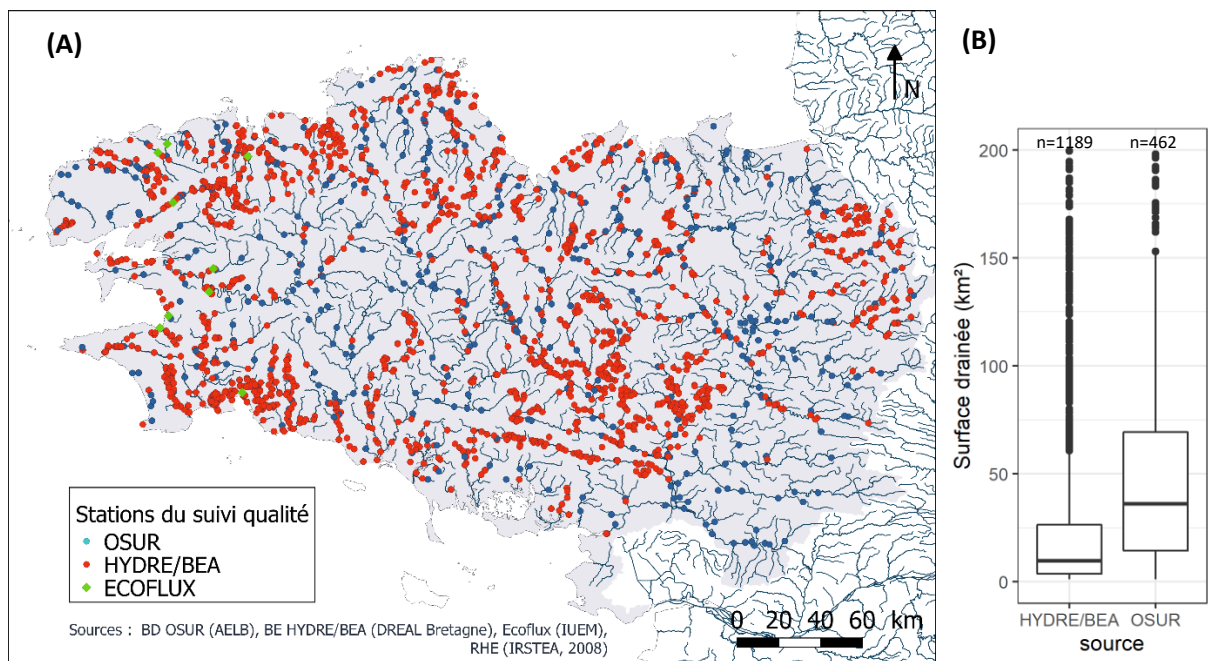 (A)
N
Stations du suivi qualité
OSUR
HYDRE/BEA
ECOFLUX
0 20 40 60 km
Sources : BD OSUR (AELB), BE HYDRE/BEA (DREAL Bretagne), Ecoflux (IUEM),
RHE (IRSTEA, 2008)
(B)
n=1189 n=462
200
150
100
50
0
Surface drainée (km²)
HYDRE/BEA OSUR
source